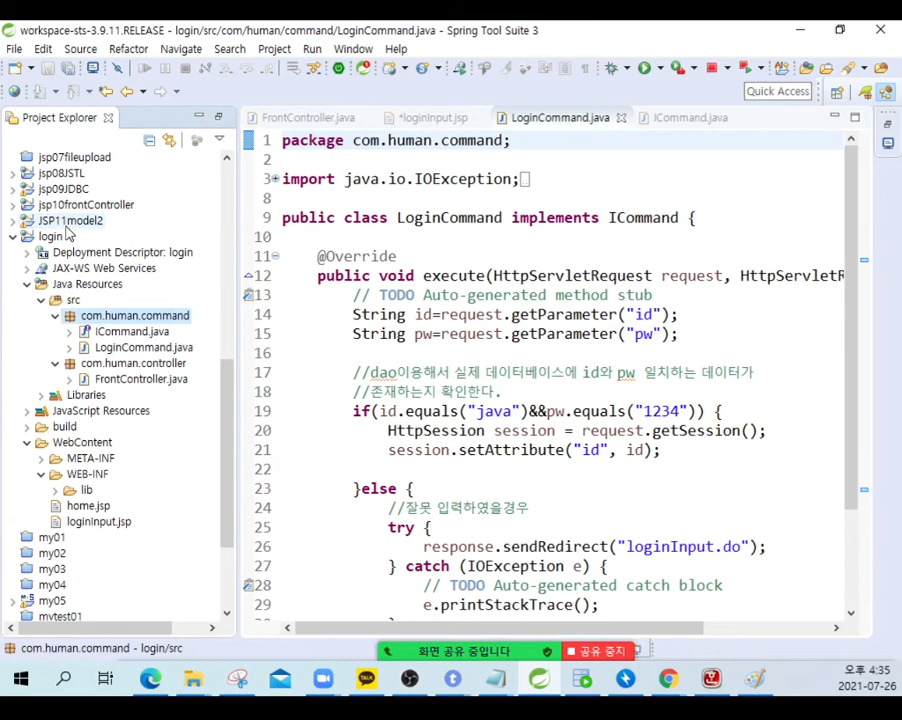 workspace-sts-3.9.11.RELEASE - login/src/com/human/command/LoginCommand.java - Spring Tool Suite 3
File Edit Source Refactor Navigate Search Project Run Window Help
Quick Access
Project Explorer
jsp07fileupload
jsp08JSTL
jsp09JDBC
jsp10frontController
JSP11model2
login
Deployment Descriptor: login
JAX-WS Web Services
Java Resources
src
com.human.command
ICommand.java
LoginCommand.java
com.human.controller
FrontController.java
Libraries
JavaScript Resources
build
WebContent
META-INF
WEB-INF
lib
home.jsp
loginInput.jsp
my01
my02
my03
my04
my05
mytest01
FrontController.java *loginInput.jsp LoginCommand.java ICommand.java
1 package com.human.command;
2
3 import java.io.IOException;
8
9 public class LoginCommand implements ICommand {
10
11 @Override
12 public void execute(HttpServletRequest request, HttpServletR
13 // TODO Auto-generated method stub
14 String id=request.getParameter("id");
15 String pw=request.getParameter("pw");
16
17 //dao이용해서 실제 데이터베이스에 id와 pw 일치하는 데이터가
18 //존재하는지 확인한다.
19 if(id.equals("java")&&pw.equals("1234")) {
20 HttpSession session = request.getSession();
21 session.setAttribute("id", id);
22
23 }else {
24 //잘못 입력하였을경우
25 try {
26 response.sendRedirect("loginInput.do");
27 } catch (IOException e) {
28 // TODO Auto-generated catch block
29 e.printStackTrace();
com.human.command - login/src
화면 공유 중입니다
공유 중지
TALK
오후 4:35
2021-07-26